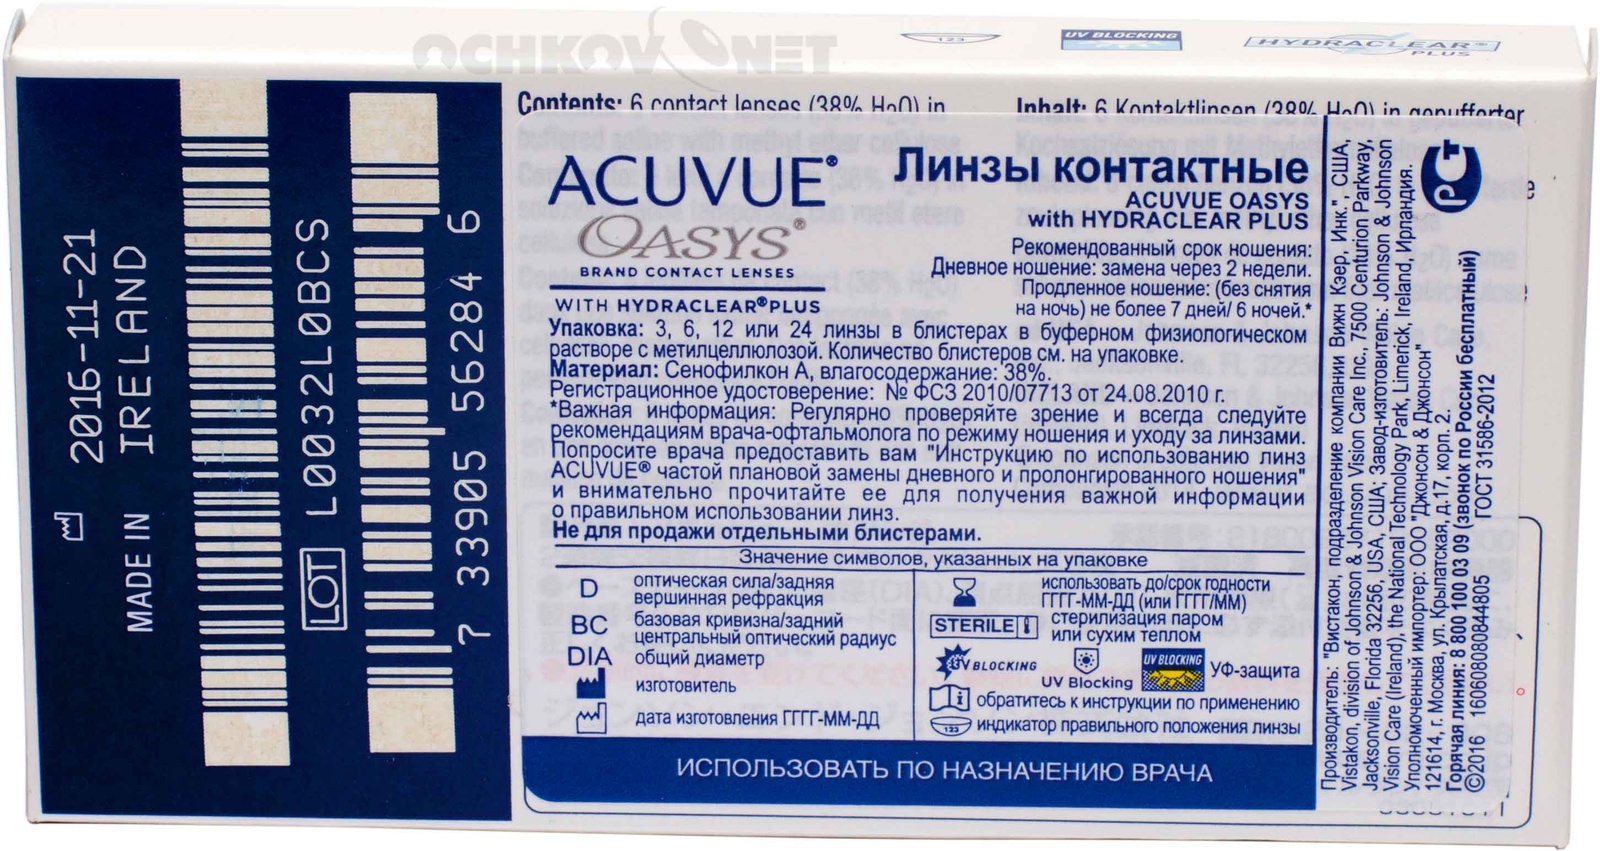 OCHKOV NET
123
UV BLOCKING
HYDRACLEAR®
PLUS
2016-11-21
MADE IN IRELAND
LOT L0032L0BCS
7 33905 56284 6
Contents: 6 contact lenses (38% H₂O) in
buffered saline with methyl ether cellulose
Inhalt: 6 Kontaktlinsen (38% H₂O) in gepufferter
ACUVUE®
OASYS®
BRAND CONTACT LENSES
WITH HYDRACLEAR®PLUS
Линзы контактные
ACUVUE OASYS
with HYDRACLEAR PLUS
Рекомендованный срок ношения:
Дневное ношение: замена через 2 недели.
Продленное ношение: (без снятия
на ночь) не более 7 дней/ 6 ночей.*
Упаковка: 3, 6, 12 или 24 линзы в блистерах в буферном физиологическом
растворе с метилцеллюлозой. Количество блистеров см. на упаковке.
Материал: Сенофилкон А, влагосодержание: 38%.
Регистрационное удостоверение: № ФСЗ 2010/07713 от 24.08.2010 г.
*Важная информация: Регулярно проверяйте зрение и всегда следуйте
рекомендациям врача-офтальмолога по режиму ношения и уходу за линзами.
Попросите врача предоставить вам "Инструкцию по использованию линз
ACUVUE® частой плановой замены дневного и пролонгированного ношения"
и внимательно прочитайте ее для получения важной информации
о правильном использовании линз.
Не для продажи отдельными блистерами.
Значение символов, указанных на упаковке
D оптическая сила/задняя
вершинная рефракция
BC базовая кривизна/задний
центральный оптический радиус
DIA общий диаметр
изготовитель
дата изготовления ГГГГ-ММ-ДД
использовать до/срок годности
ГГГГ-ММ-ДД (или ГГГГ/ММ)
STERILE стерилизация паром
или сухим теплом
UV BLOCKING
UV Blocking
UV BLOCKING
УФ-защита
i обратитесь к инструкции по применению
123 индикатор правильного положения линзы
ИСПОЛЬЗОВАТЬ ПО НАЗНАЧЕНИЮ ВРАЧА
Производитель: "Вистакон, подразделение компании Джонсон & Джонсон Вижн Кэер, Инк.", США
Vistakon, division of Johnson & Johnson Vision Care Inc., 7500 Centurion Parkway,
Jacksonville, Florida 32256, USA, США; Завод-изготовитель: Johnson & Johnson
Vision Care (Ireland), the National Technology Park, Limerick, Ireland, Ирландия.
Уполномоченный импортер: ООО "Джонсон & Джонсон"
121614, г. Москва, ул. Крылатская, д.17, корп. 2.
Горячая линия: 8 800 100 03 09 (звонок по России бесплатный)
©2016 160608080844805 ГОСТ 31586-2012